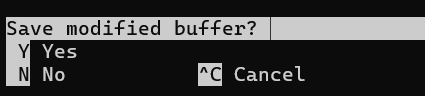 Save modified buffer?
Y Yes
N No ^C Cancel